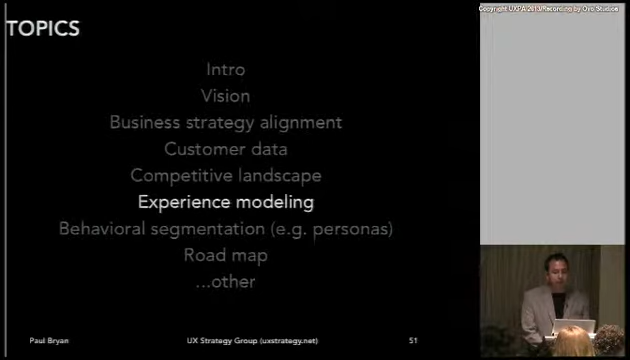 Copyright UXPA 2013/Recording by Ovo Studios
TOPICS
Intro
Vision
Business strategy alignment
Customer data
Competitive landscape
Experience modeling
Behavioral segmentation (e.g. personas)
Road map
...other
Paul Bryan
UX Strategy Group (uxstrategy.net)
51